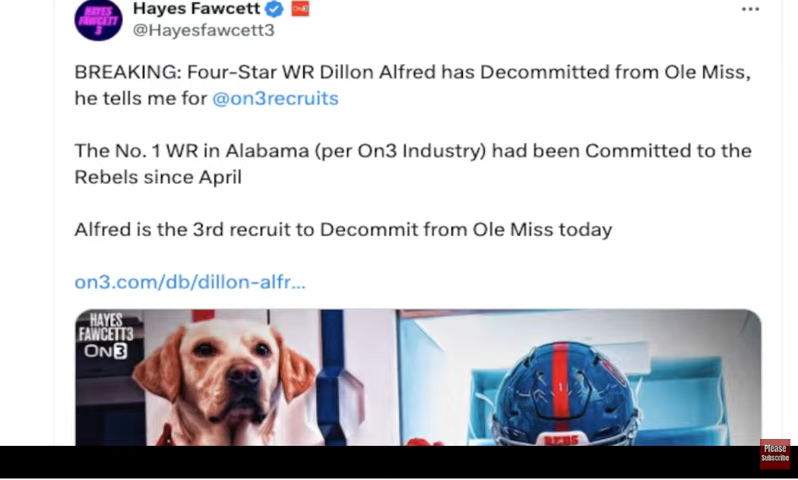 Hayes Fawcett
@Hayesfawcett3
BREAKING: Four-Star WR Dillon Alfred has Decommitted from Ole Miss,
he tells me for @on3recruits
The No. 1 WR in Alabama (per On3 Industry) had been Committed to the
Rebels since April
Alfred is the 3rd recruit to Decommit from Ole Miss today
on3.com/db/dillon-alfr...
HAYES
FAWCETT3
ON3
1
REBS
Please
Subscribe